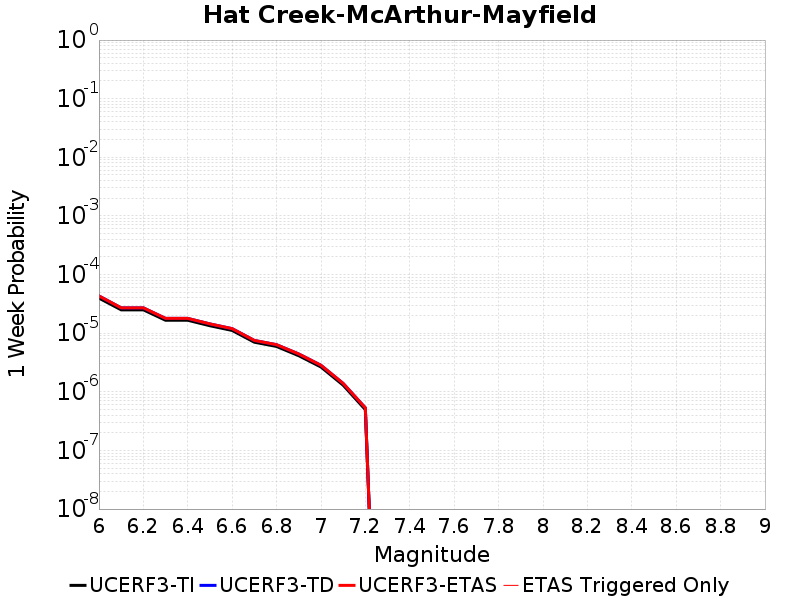 Hat Creek-McArthur-Mayfield
1 Week Probability
10^0
10^-1
10^-2
10^-3
10^-4
10^-5
10^-6
10^-7
10^-8
6 6.2 6.4 6.6 6.8 7 7.2 7.4 7.6 7.8 8 8.2 8.4 8.6 8.8 9
Magnitude
UCERF3-TI UCERF3-TD UCERF3-ETAS ETAS Triggered Only